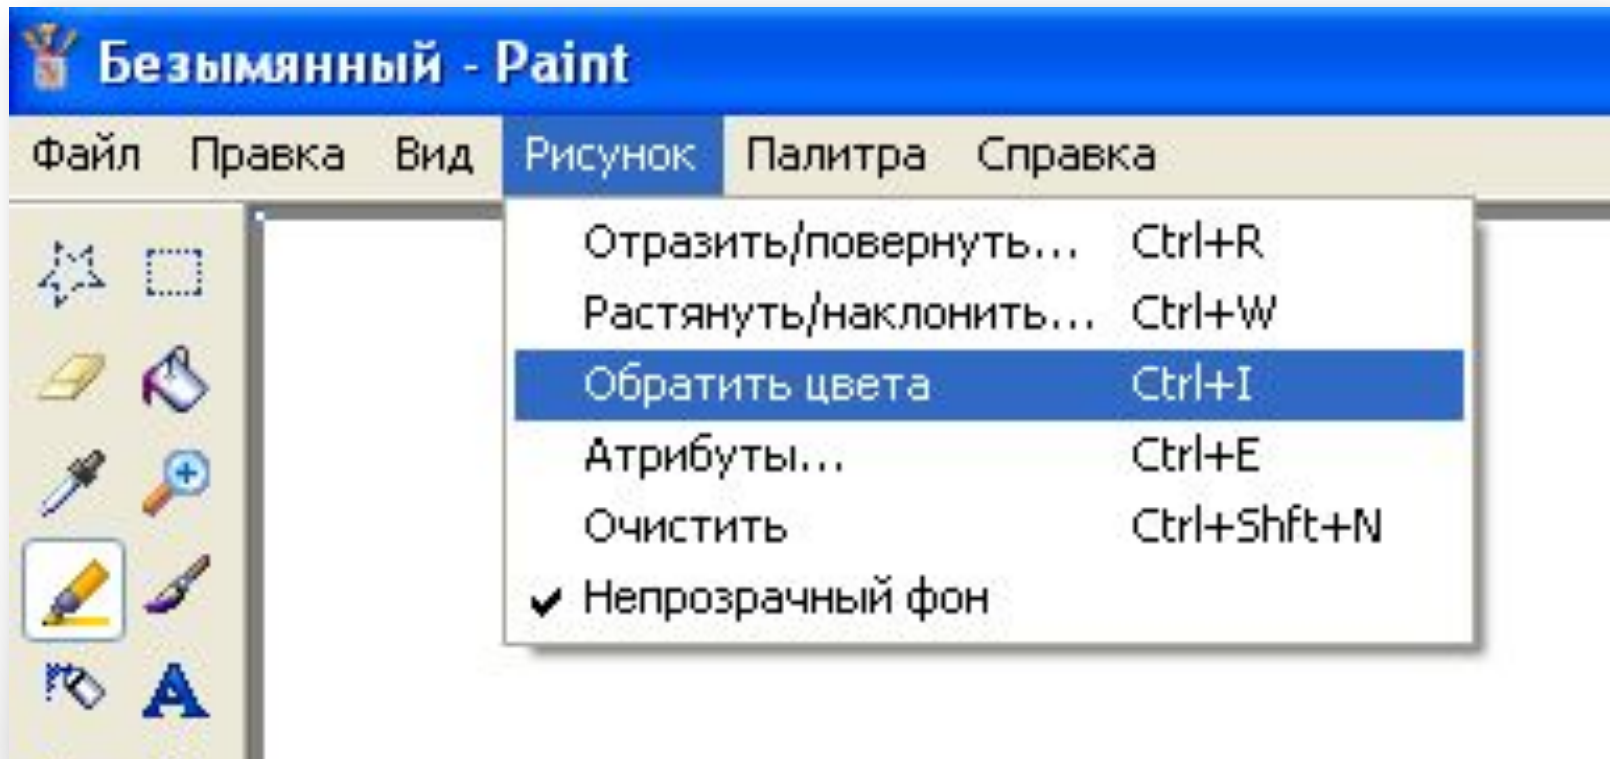 Безымянный - Paint
Файл Правка Вид Рисунок Палитра Справка
Отразить/повернуть... Ctrl+R
Растянуть/наклонить... Ctrl+W
Обратить цвета Ctrl+I
Атрибуты... Ctrl+E
Очистить Ctrl+Shft+N
Непрозрачный фон
A